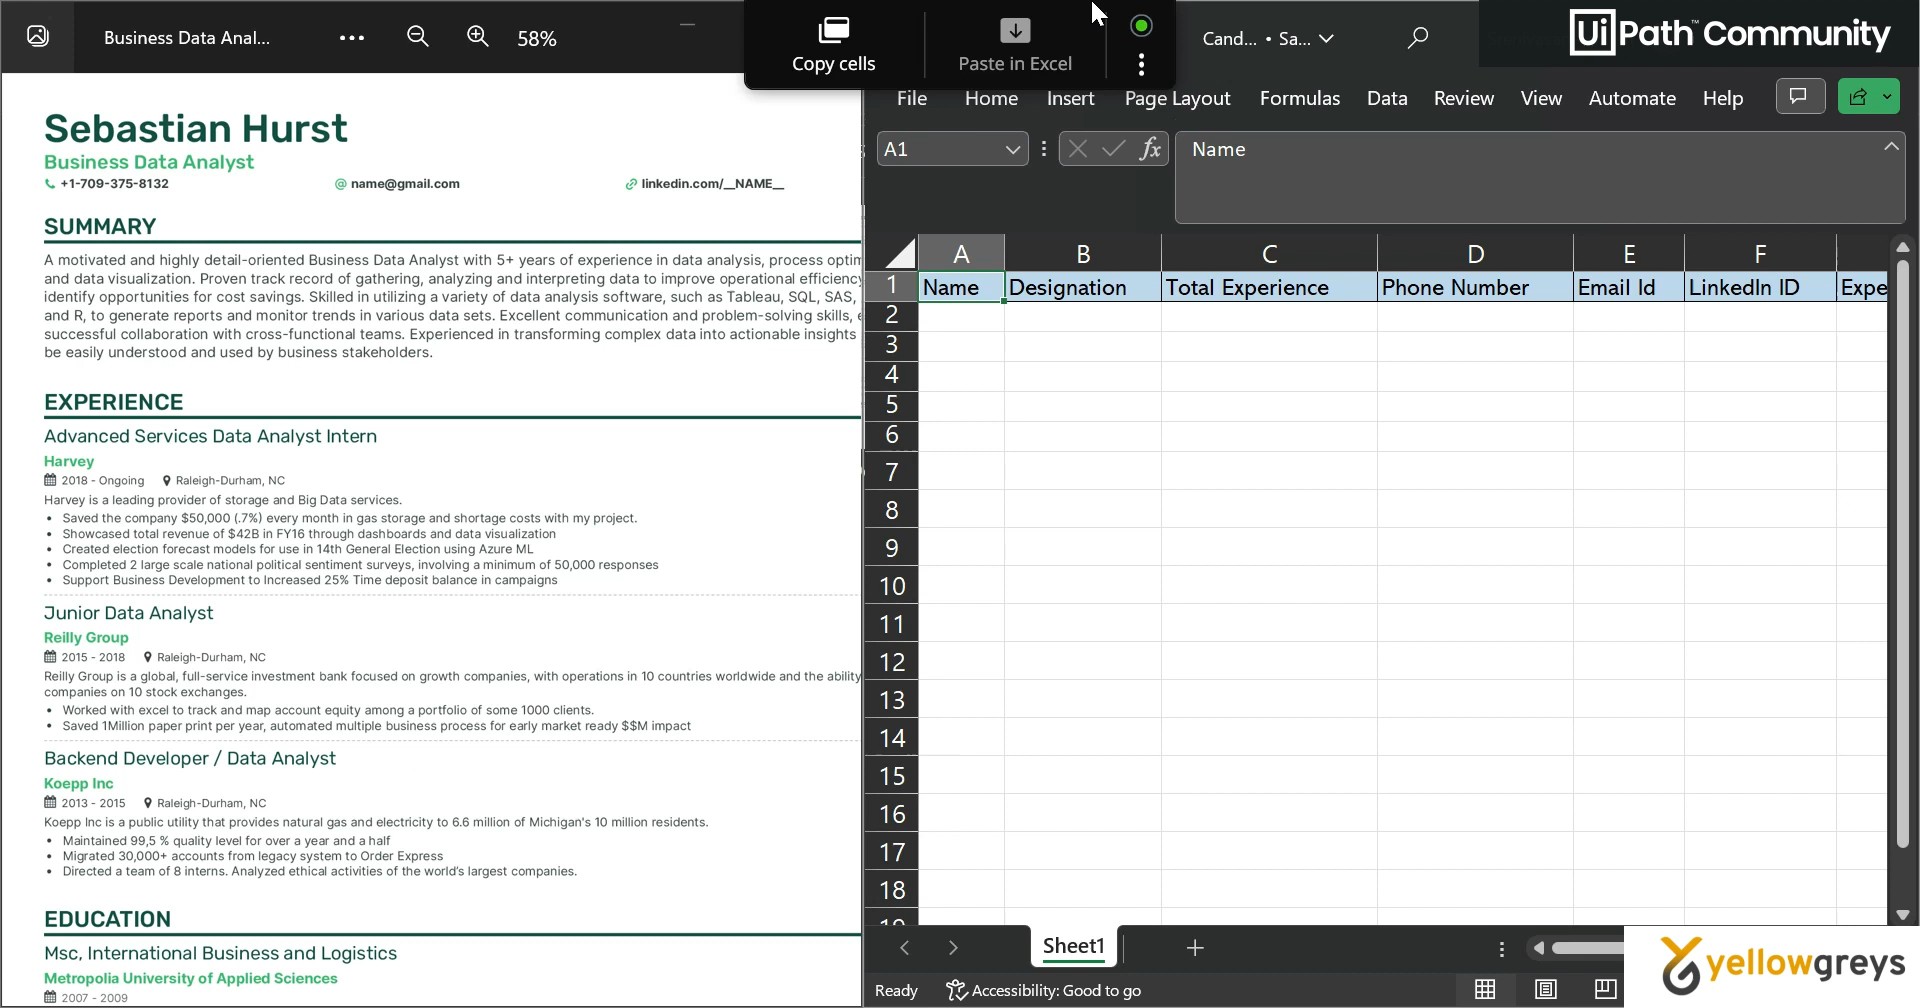 Business Data Anal...
58%
Copy cells
Paste in Excel
Cand... • Sa...
UiPath™ Community
File Home Insert Page Layout Formulas Data Review View Automate Help
A1
fx
Name
Sebastian Hurst
Business Data Analyst
+1-709-375-8132
name@gmail.com
linkedin.com/__NAME__
SUMMARY
A motivated and highly detail-oriented Business Data Analyst with 5+ years of experience in data analysis, process optim
and data visualization. Proven track record of gathering, analyzing and interpreting data to improve operational efficiency
identify opportunities for cost savings. Skilled in utilizing a variety of data analysis software, such as Tableau, SQL, SAS,
and R, to generate reports and monitor trends in various data sets. Excellent communication and problem-solving skills,
successful collaboration with cross-functional teams. Experienced in transforming complex data into actionable insights
be easily understood and used by business stakeholders.
EXPERIENCE
Advanced Services Data Analyst Intern
Harvey
2018 - Ongoing Raleigh-Durham, NC
Harvey is a leading provider of storage and Big Data services.
• Saved the company $50,000 (.7%) every month in gas storage and shortage costs with my project.
• Showcased total revenue of $42B in FY16 through dashboards and data visualization
• Created election forecast models for use in 14th General Election using Azure ML
• Completed 2 large scale national political sentiment surveys, involving a minimum of 50,000 responses
• Support Business Development to Increased 25% Time deposit balance in campaigns
Junior Data Analyst
Reilly Group
2015 - 2018 Raleigh-Durham, NC
Reilly Group is a global, full-service investment bank focused on growth companies, with operations in 10 countries worldwide and the ability
companies on 10 stock exchanges.
• Worked with excel to track and map account equity among a portfolio of some 1000 clients.
• Saved 1Million paper print per year, automated multiple business process for early market ready $$M impact
Backend Developer / Data Analyst
Koepp Inc
2013 - 2015 Raleigh-Durham, NC
Koepp Inc is a public utility that provides natural gas and electricity to 6.6 million of Michigan's 10 million residents.
• Maintained 99,5 % quality level for over a year and a half
• Migrated 30,000+ accounts from legacy system to Order Express
• Directed a team of 8 interns. Analyzed ethical activities of the world's largest companies.
EDUCATION
Msc, International Business and Logistics
Metropolia University of Applied Sciences
2007 - 2009
A B C D E F
1 Name Designation Total Experience Phone Number Email Id LinkedIn ID Expe
2
3
4
5
6
7
8
9
10
11
12
13
14
15
16
17
18
19
Sheet1
Ready Accessibility: Good to go
yellowgreys